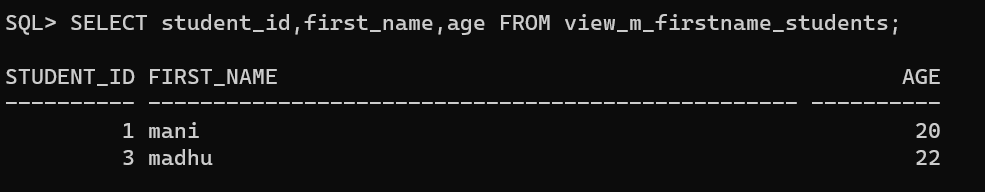 SQL> SELECT student_id,first_name,age FROM view_m_firstname_students;
STUDENT_ID FIRST_NAME                                                AGE
---------- -------------------------------------------------- ----------
         1 mani                                                       20
         3 madhu                                                      22